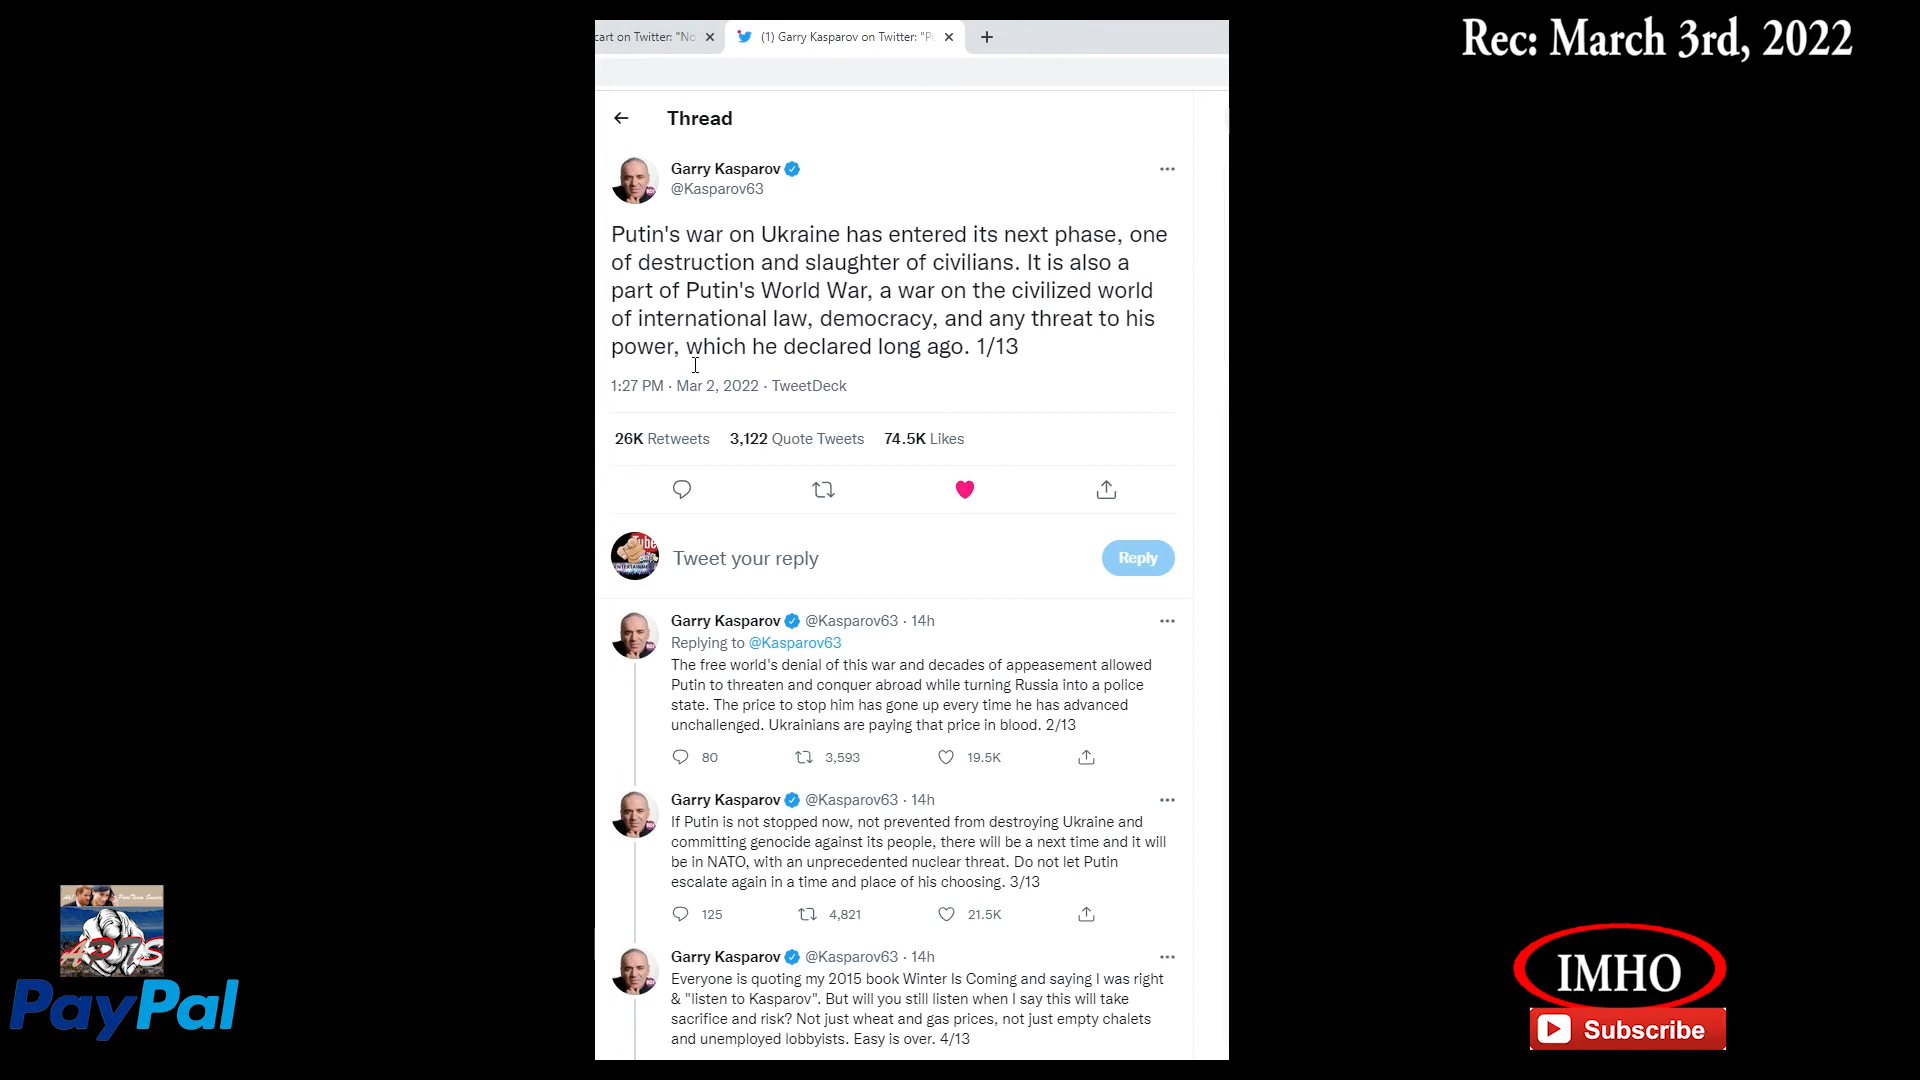 cart on Twitter: "No
(1) Garry Kasparov on Twitter: "P
Rec: March 3rd, 2022
Thread
Garry Kasparov
@Kasparov63
Putin's war on Ukraine has entered its next phase, one
of destruction and slaughter of civilians. It is also a
part of Putin's World War, a war on the civilized world
of international law, democracy, and any threat to his
power, which he declared long ago. 1/13
1:27 PM · Mar 2, 2022 · TweetDeck
26K Retweets 3,122 Quote Tweets 74.5K Likes
Tweet your reply
Reply
Garry Kasparov @Kasparov63 · 14h
Replying to @Kasparov63
The free world's denial of this war and decades of appeasement allowed
Putin to threaten and conquer abroad while turning Russia into a police
state. The price to stop him has gone up every time he has advanced
unchallenged. Ukrainians are paying that price in blood. 2/13
80 3,593 19.5K
Garry Kasparov @Kasparov63 · 14h
If Putin is not stopped now, not prevented from destroying Ukraine and
committing genocide against its people, there will be a next time and it will
be in NATO, with an unprecedented nuclear threat. Do not let Putin
escalate again in a time and place of his choosing. 3/13
125 4,821 21.5K
Garry Kasparov @Kasparov63 · 14h
Everyone is quoting my 2015 book Winter Is Coming and saying I was right
& "listen to Kasparov". But will you still listen when I say this will take
sacrifice and risk? Not just wheat and gas prices, not just empty chalets
and unemployed lobbyists. Easy is over. 4/13
PayPal
IMHO
Subscribe